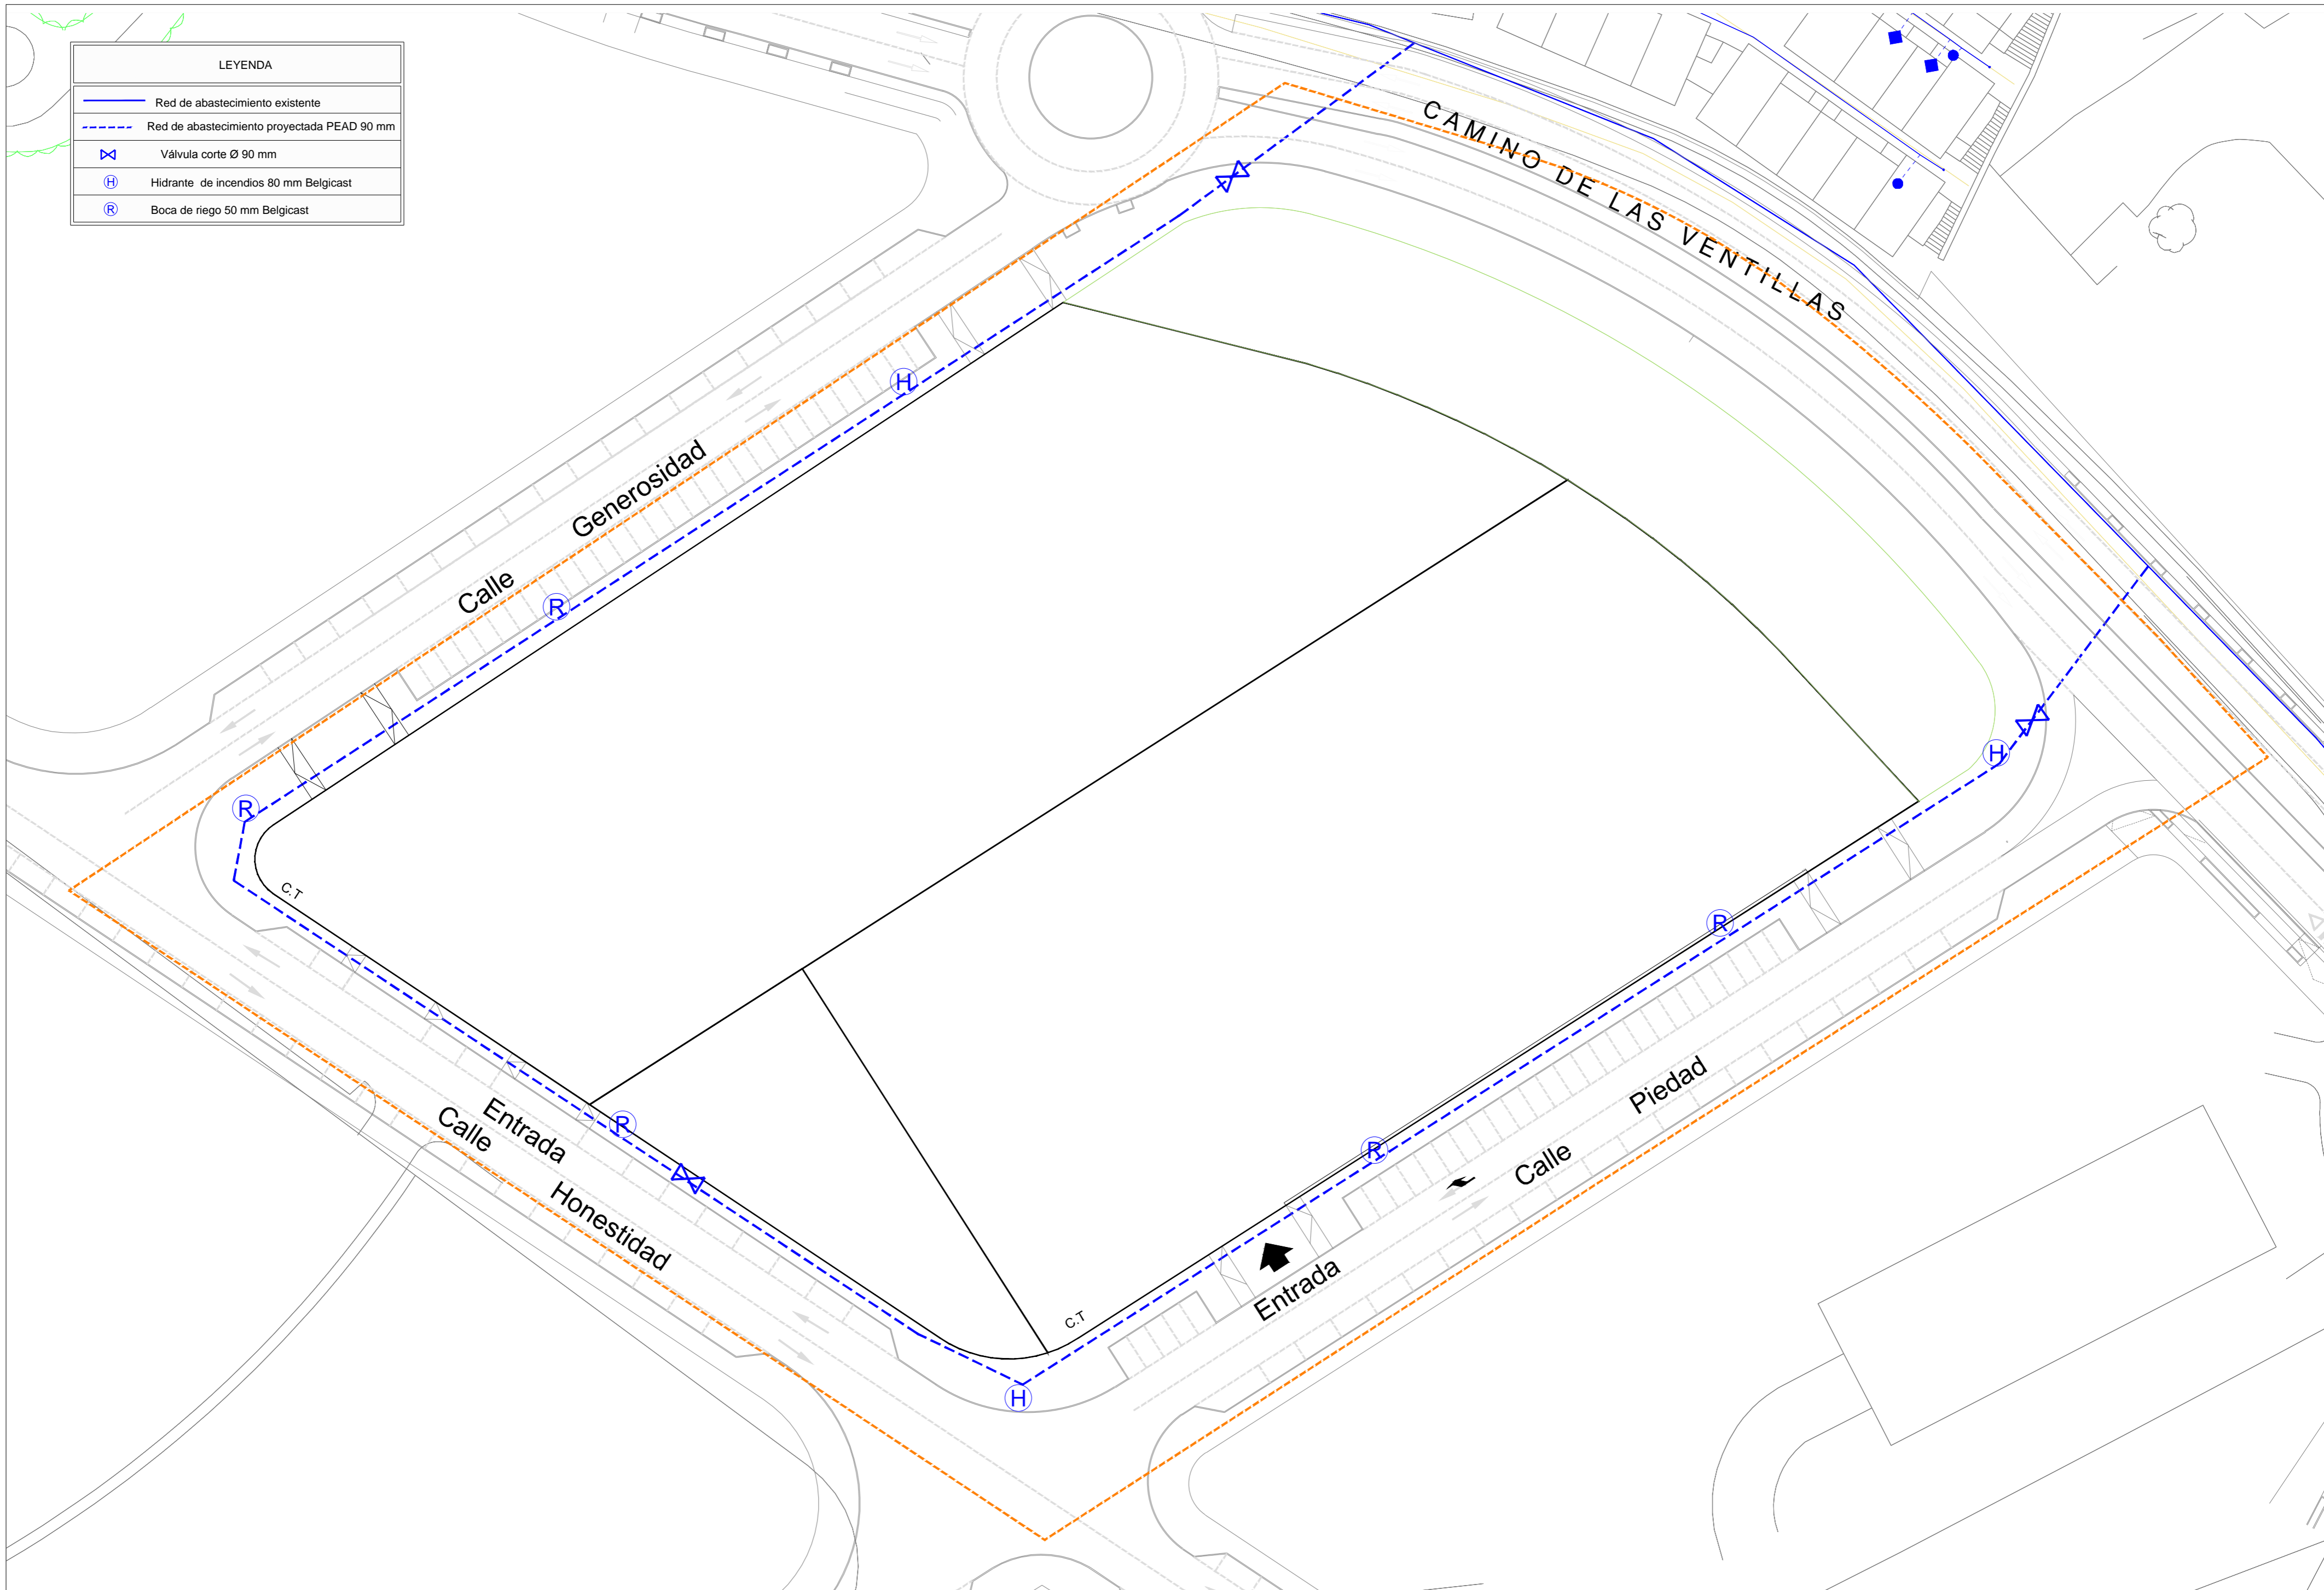 LEYENDA
Red de abastecimiento existente
Red de abastecimiento proyectada PEAD 90 mm
Válvula corte Ø 90 mm
H Hidrante de incendios 80 mm Belgicast
R Boca de riego 50 mm Belgicast
CAMINO DE LAS VENTILLAS
H
Calle Generosidad
R
H
R
C.T
R
R
Entrada
Calle Honestidad
R
Calle Piedad
Entrada
C.T
H